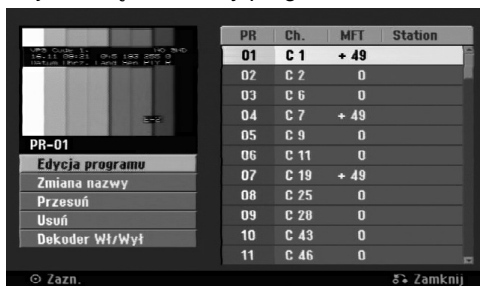 PR Ch. MFT Station
01 C 1 + 49
02 C 2 0
03 C 6 0
04 C 7 + 49
05 C 9 0
06 C 11 0
07 C 19 + 49
08 C 25 0
09 C 28 0
10 C 43 0
11 C 46 0
PR-01
Edycja programu
Zmiana nazwy
Przesuń
Usuń
Dekoder Wł/Wył
Zazn.
Zamknij